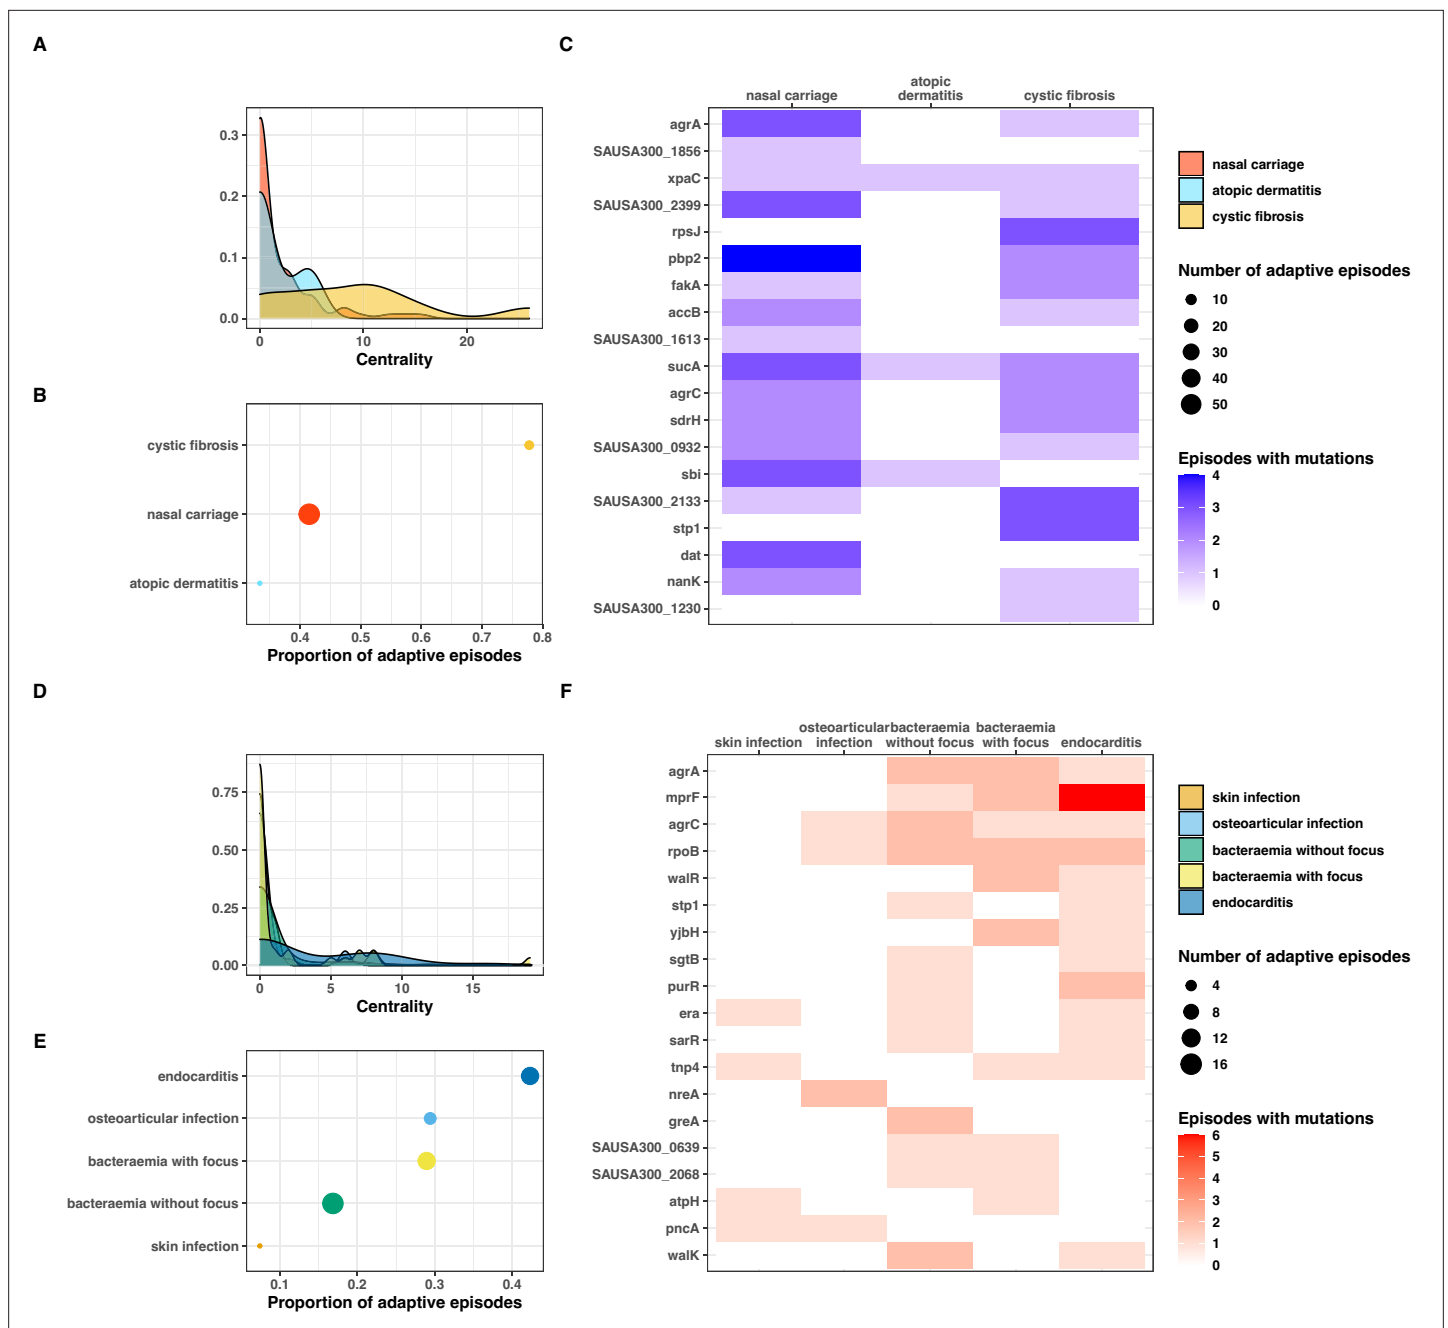 A
0.3
0.2
0.1
0.0
0 10 20
Centrality
B
cystic fibrosis
nasal carriage
atopic dermatitis
0.4 0.5 0.6 0.7 0.8
Proportion of adaptive episodes
C
nasal carriage
atopic
dermatitis
cystic fibrosis
agrA
SAUSA300_1856
xpaC
SAUSA300_2399
rpsJ
pbp2
fakA
accB
SAUSA300_1613
sucA
agrC
sdrH
SAUSA300_0932
sbi
SAUSA300_2133
stp1
dat
nanK
SAUSA300_1230
nasal carriage
atopic dermatitis
cystic fibrosis
Number of adaptive episodes
10
20
30
40
50
Episodes with mutations
4
3
2
1
0
D
0.75
0.50
0.25
0.00
0 5 10 15
Centrality
E
endocarditis
osteoarticular infection
bacteraemia with focus
bacteraemia without focus
skin infection
0.1 0.2 0.3 0.4
Proportion of adaptive episodes
F
skin infection
osteoarticular
infection
bacteraemia
without focus
bacteraemia
with focus
endocarditis
agrA
mprF
agrC
rpoB
walR
stp1
yjbH
sgtB
purR
era
sarR
tnp4
nreA
greA
SAUSA300_0639
SAUSA300_2068
atpH
pncA
walK
skin infection
osteoarticular infection
bacteraemia without focus
bacteraemia with focus
endocarditis
Number of adaptive episodes
4
8
12
16
Episodes with mutations
6
5
4
3
2
1
0